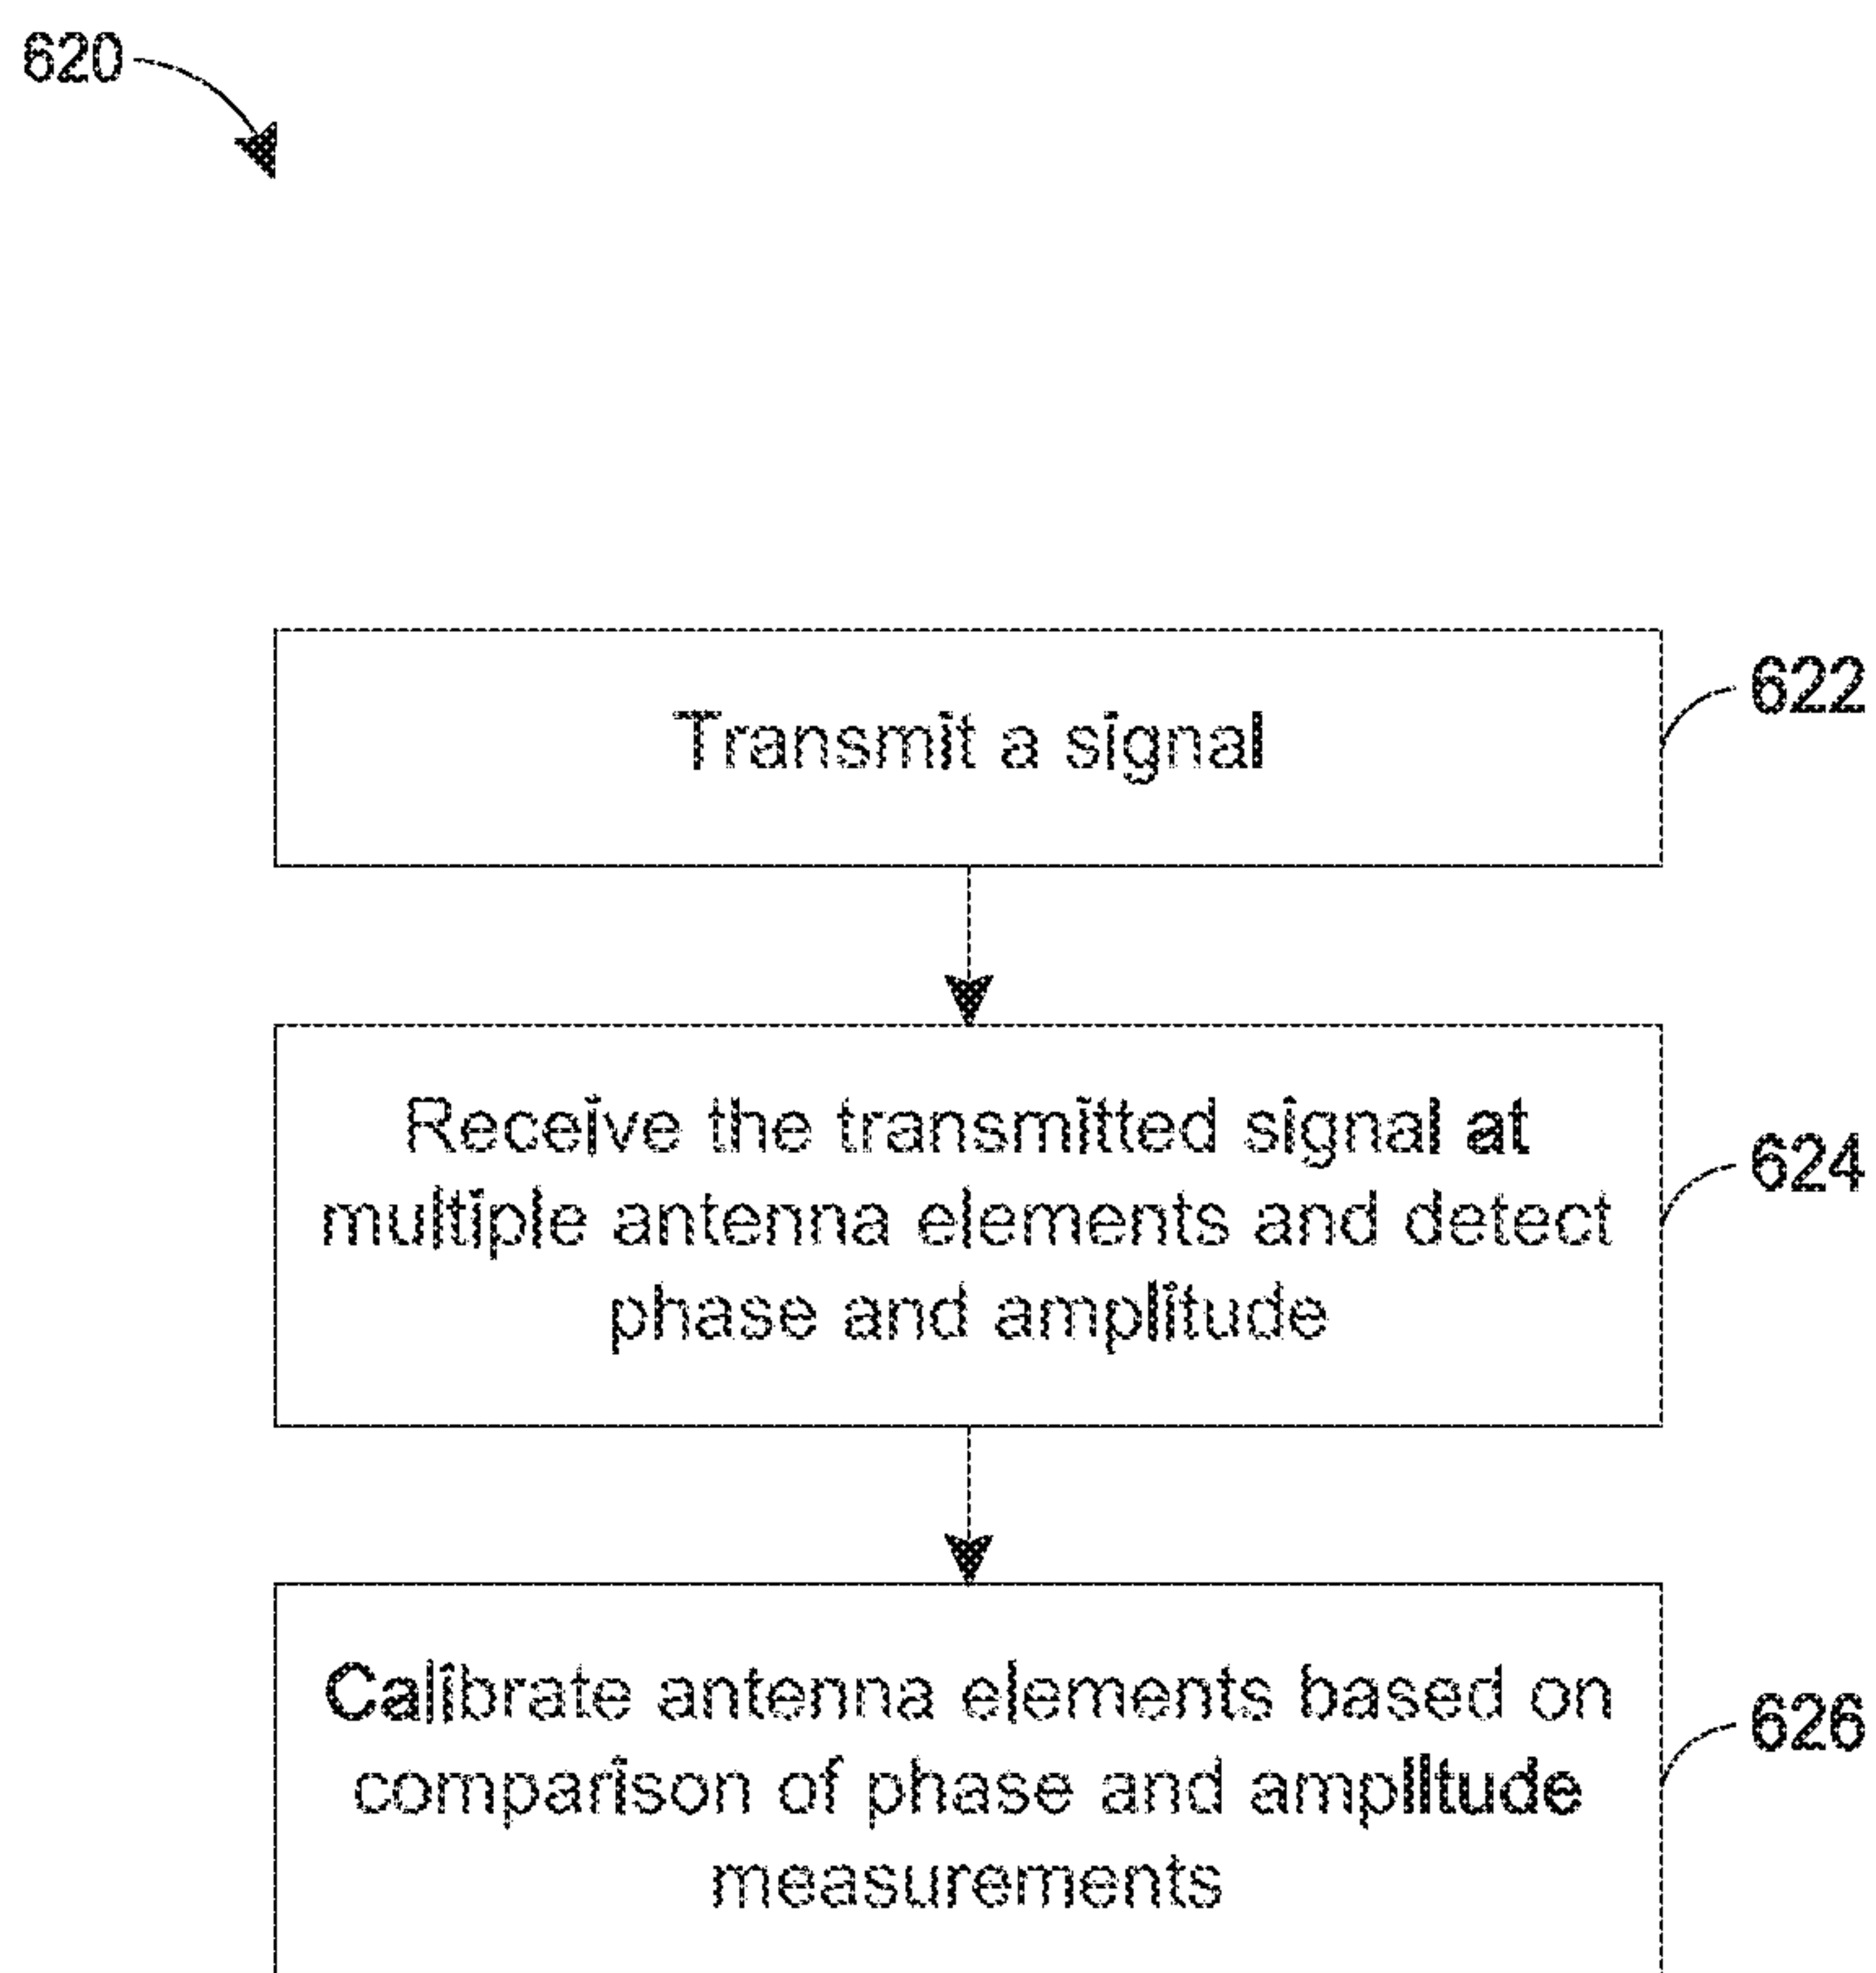 620
Transmit a signal
622
Receive the transmitted signal at
multiple antenna elements and detect
phase and amplitude
624
Calibrate antenna elements based on
comparison of phase and amplitude
measurements
626